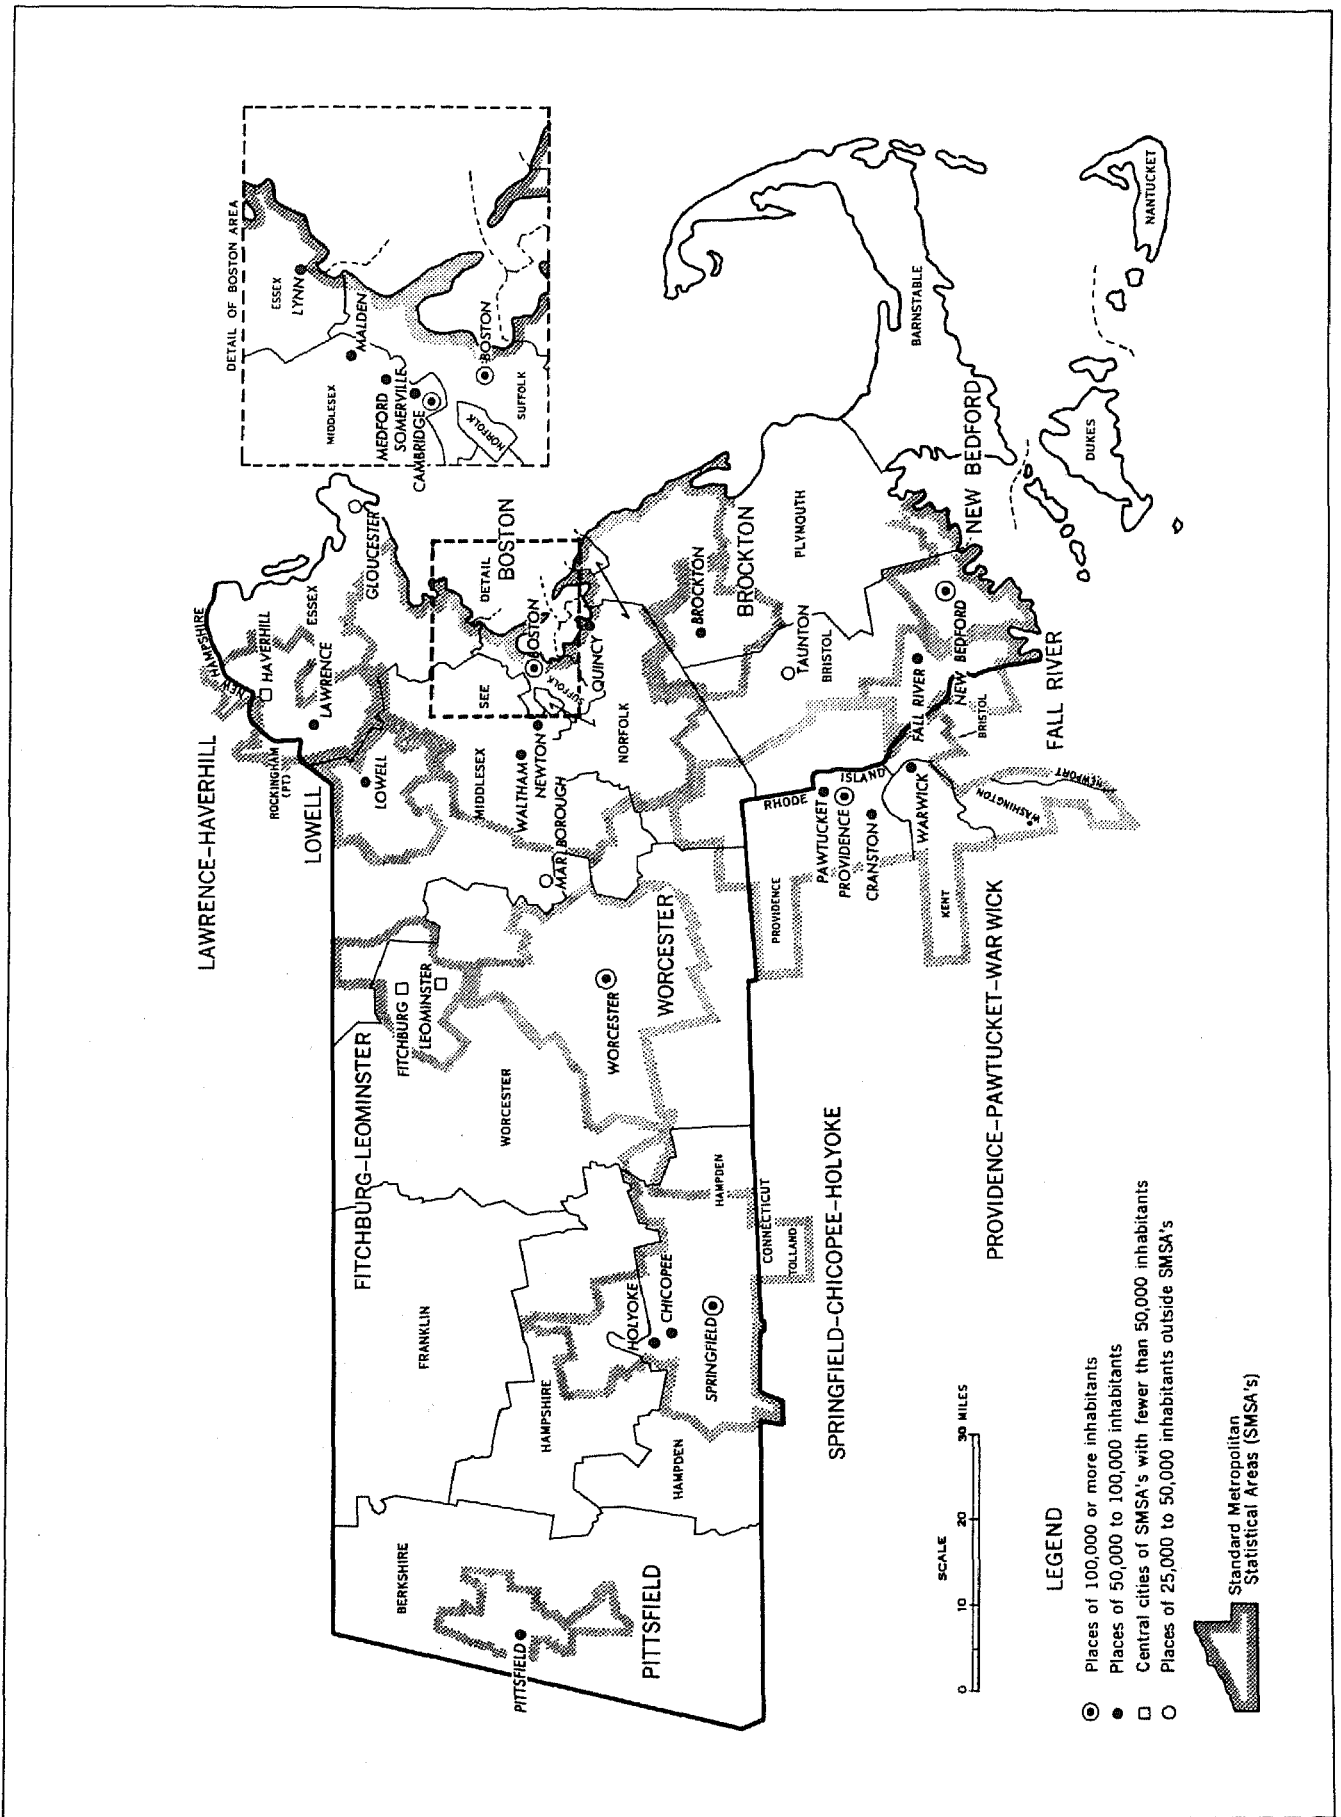 DETAIL OF BOSTON AREA
ESSEX
LYNN
MIDDLESEX
MALDEN
MEDFORD
SOMERVILLE
CAMBRIDGE
BOSTON
NORFOLK
SUFFOLK
LAWRENCE-HAVERHILL
NEW HAMPSHIRE
HAVERHILL
ESSEX
LAWRENCE
GLOUCESTER
ROCKINGHAM
(PT)
LOWELL
LOWELL
BOSTON
DETAIL
SEE
BOSTON
SUFFOLK
QUINCY
MIDDLESEX
WALTHAM
NEWTON
MARLBOROUGH
NORFOLK
BROCKTON
BROCKTON
PLYMOUTH
TAUNTON
BRISTOL
BARNSTABLE
NEW BEDFORD
NEW BEDFORD
DUKES
NANTUCKET
FALL RIVER
FALL RIVER
BRISTOL
NEWPORT
WASHINGTON
RHODE ISLAND
PAWTUCKET
PROVIDENCE
CRANSTON
WARWICK
PROVIDENCE
KENT
PROVIDENCE-PAWTUCKET-WARWICK
FITCHBURG-LEOMINSTER
FITCHBURG
LEOMINSTER
WORCESTER
WORCESTER
WORCESTER
FRANKLIN
HAMPSHIRE
HAMPDEN
HAMPDEN
HOLYOKE
CHICOPEE
SPRINGFIELD
CONNECTICUT
TOLLAND
SPRINGFIELD-CHICOPEE-HOLYOKE
BERKSHIRE
PITTSFIELD
PITTSFIELD
SCALE
0 10 20 30 MILES
LEGEND
Places of 100,000 or more inhabitants
Places of 50,000 to 100,000 inhabitants
Central cities of SMSA's with fewer than 50,000 inhabitants
Places of 25,000 to 50,000 inhabitants outside SMSA's
Standard Metropolitan
Statistical Areas (SMSA's)